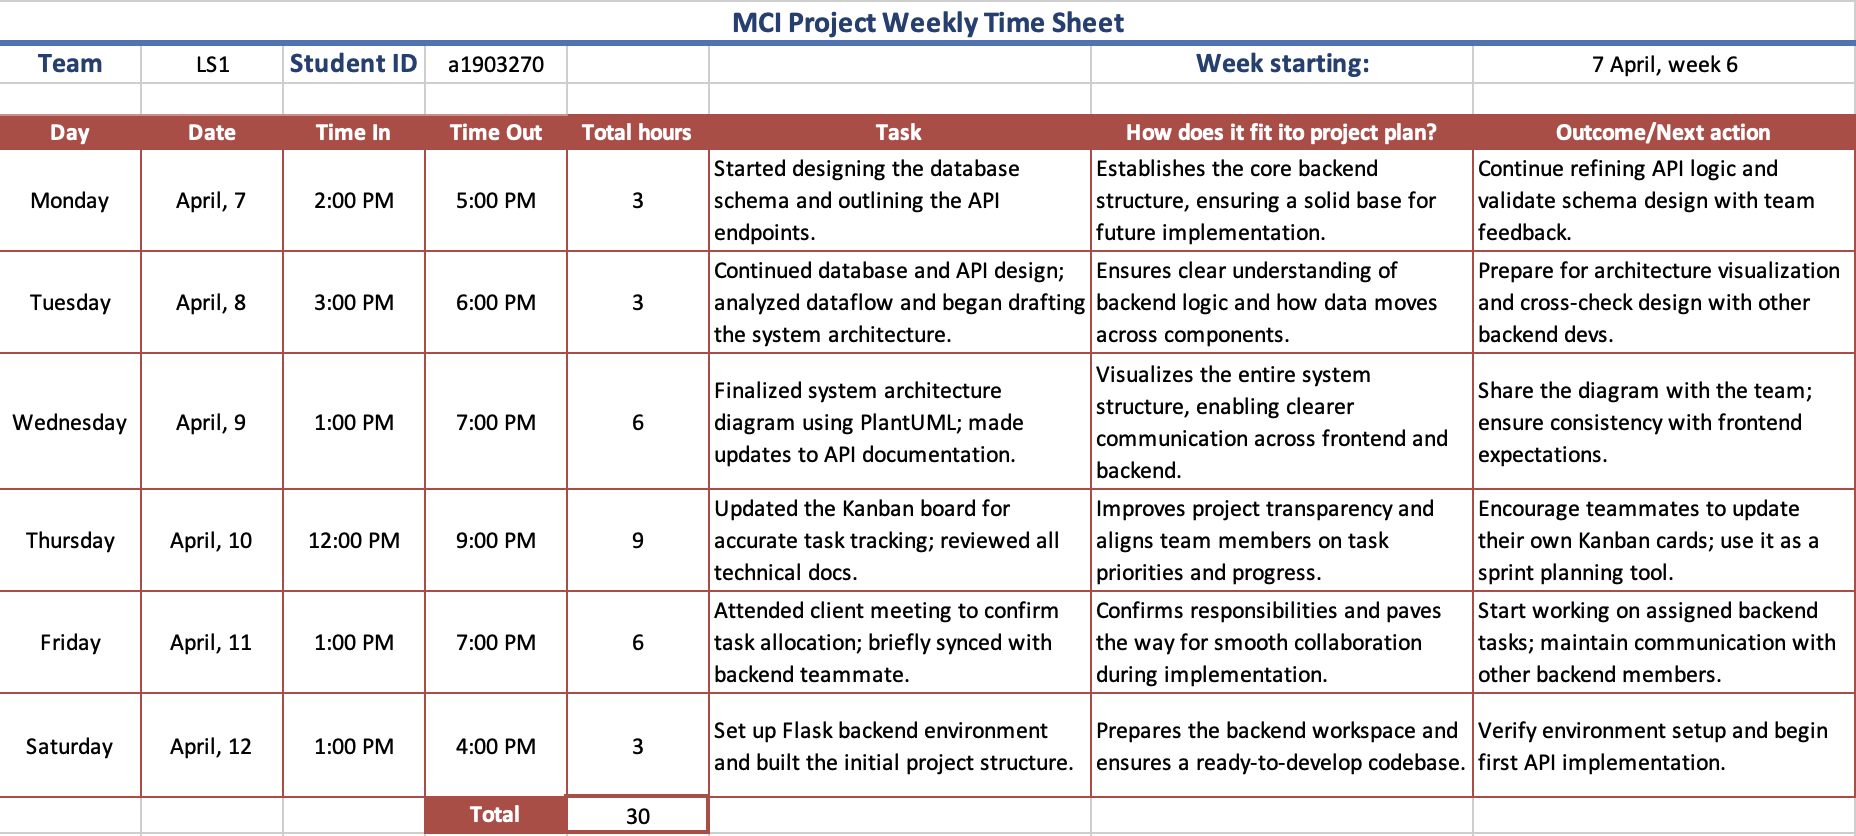 MCI Project Weekly Time Sheet
Team LS1 Student ID a1903270 Week starting: 7 April, week 6
Day Date Time In Time Out Total hours Task How does it fit ito project plan? Outcome/Next action
Monday April, 7 2:00 PM 5:00 PM 3
Started designing the database
schema and outlining the API
endpoints.
Establishes the core backend
structure, ensuring a solid base for
future implementation.
Continue refining API logic and
validate schema design with team
feedback.
Tuesday April, 8 3:00 PM 6:00 PM 3
Continued database and API design;
analyzed dataflow and began drafting
the system architecture.
Ensures clear understanding of
backend logic and how data moves
across components.
Prepare for architecture visualization
and cross-check design with other
backend devs.
Wednesday April, 9 1:00 PM 7:00 PM 6
Finalized system architecture
diagram using PlantUML; made
updates to API documentation.
Visualizes the entire system
structure, enabling clearer
communication across frontend and
backend.
Share the diagram with the team;
ensure consistency with frontend
expectations.
Thursday April, 10 12:00 PM 9:00 PM 9
Updated the Kanban board for
accurate task tracking; reviewed all
technical docs.
Improves project transparency and
aligns team members on task
priorities and progress.
Encourage teammates to update
their own Kanban cards; use it as a
sprint planning tool.
Friday April, 11 1:00 PM 7:00 PM 6
Attended client meeting to confirm
task allocation; briefly synced with
backend teammate.
Confirms responsibilities and paves
the way for smooth collaboration
during implementation.
Start working on assigned backend
tasks; maintain communication with
other backend members.
Saturday April, 12 1:00 PM 4:00 PM 3
Set up Flask backend environment
and built the initial project structure.
Prepares the backend workspace and
ensures a ready-to-develop codebase.
Verify environment setup and begin
first API implementation.
Total 30